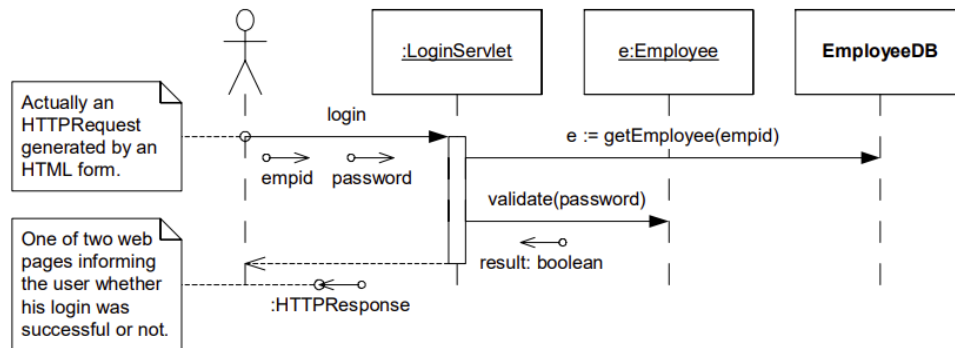 :LoginServlet
e:Employee
EmployeeDB
Actually an
HTTPRequest
generated by an
HTML form.
login
empid
password
e := getEmployee(empid)
validate(password)
result: boolean
One of two web
pages informing
the user whether
his login was
successful or not.
:HTTPResponse